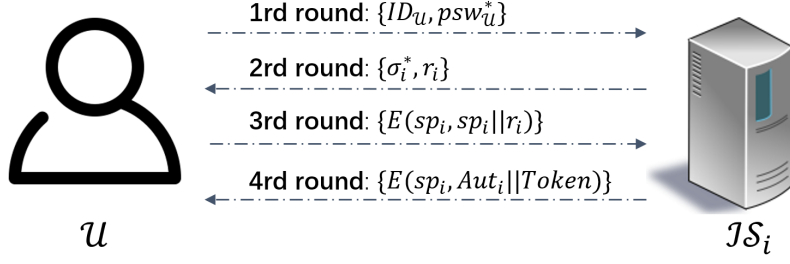 1rd round: {ID_𝒰, psw*_𝒰}
2rd round: {σ*_i, r_i}
3rd round: {E(sp_i, sp_i||r_i)}
4rd round: {E(sp_i, Aut_i||Token)}
𝒰
ℐ𝒮_i